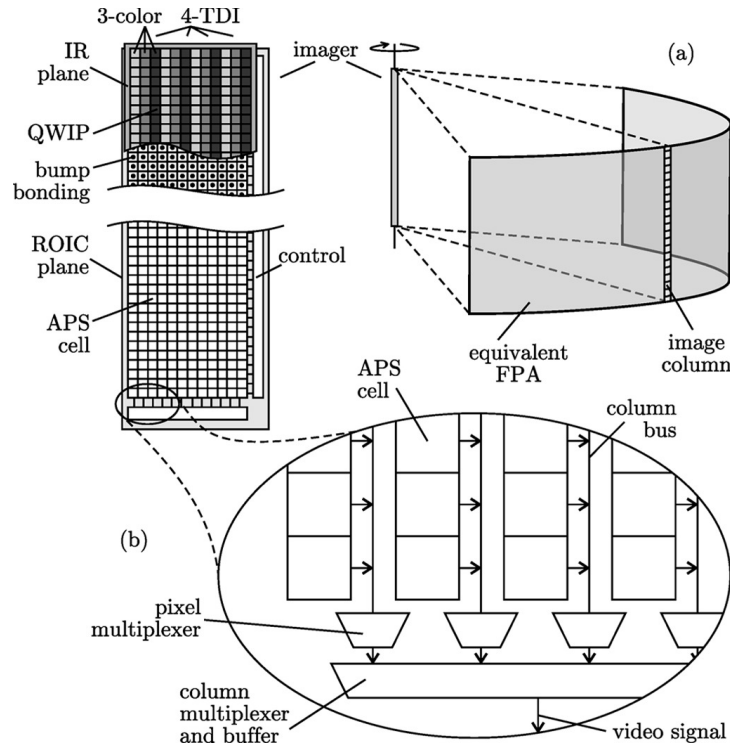 3-color 4-TDI
IR
plane
imager
(a)
QWIP
bump
bonding
ROIC
plane
control
APS
cell
equivalent
FPA
image
column
APS
cell
column
bus
(b)
pixel
multiplexer
column
multiplexer
and buffer
video signal